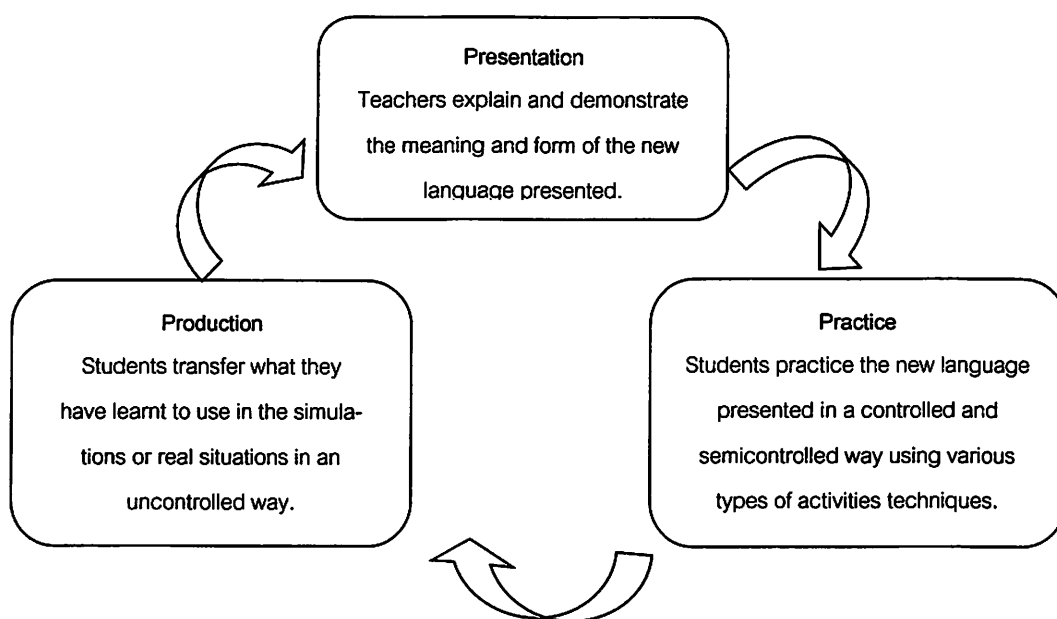 Presentation
Teachers explain and demonstrate
the meaning and form of the new
language presented.
Practice
Students practice the new language
presented in a controlled and
semicontrolled way using various
types of activities techniques.
Production
Students transfer what they
have learnt to use in the simula-
tions or real situations in an
uncontrolled way.